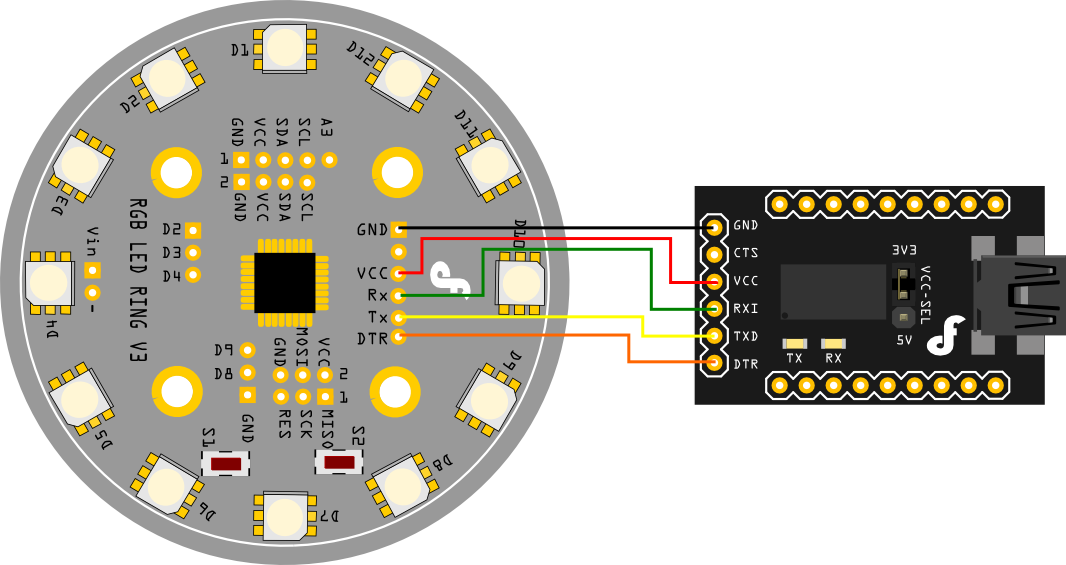 D1
D12
D2
D11
D3
GND VCC SDA SCL A3
1
2
GND VCC SDA SCL
RGB LED RING V3
D2
D3
D4
Vin
-
GND
VCC
Rx
Tx
DTR
D10
D4
D9
D8
GND
MOSI
GND
VCC
2
1
RES
SCK
MISO
S1
S2
D5
D6
D7
D8
D9
GND
CTS
VCC
RXI
TXD
DTR
3V3
VCC-SEL
5V
TX RX